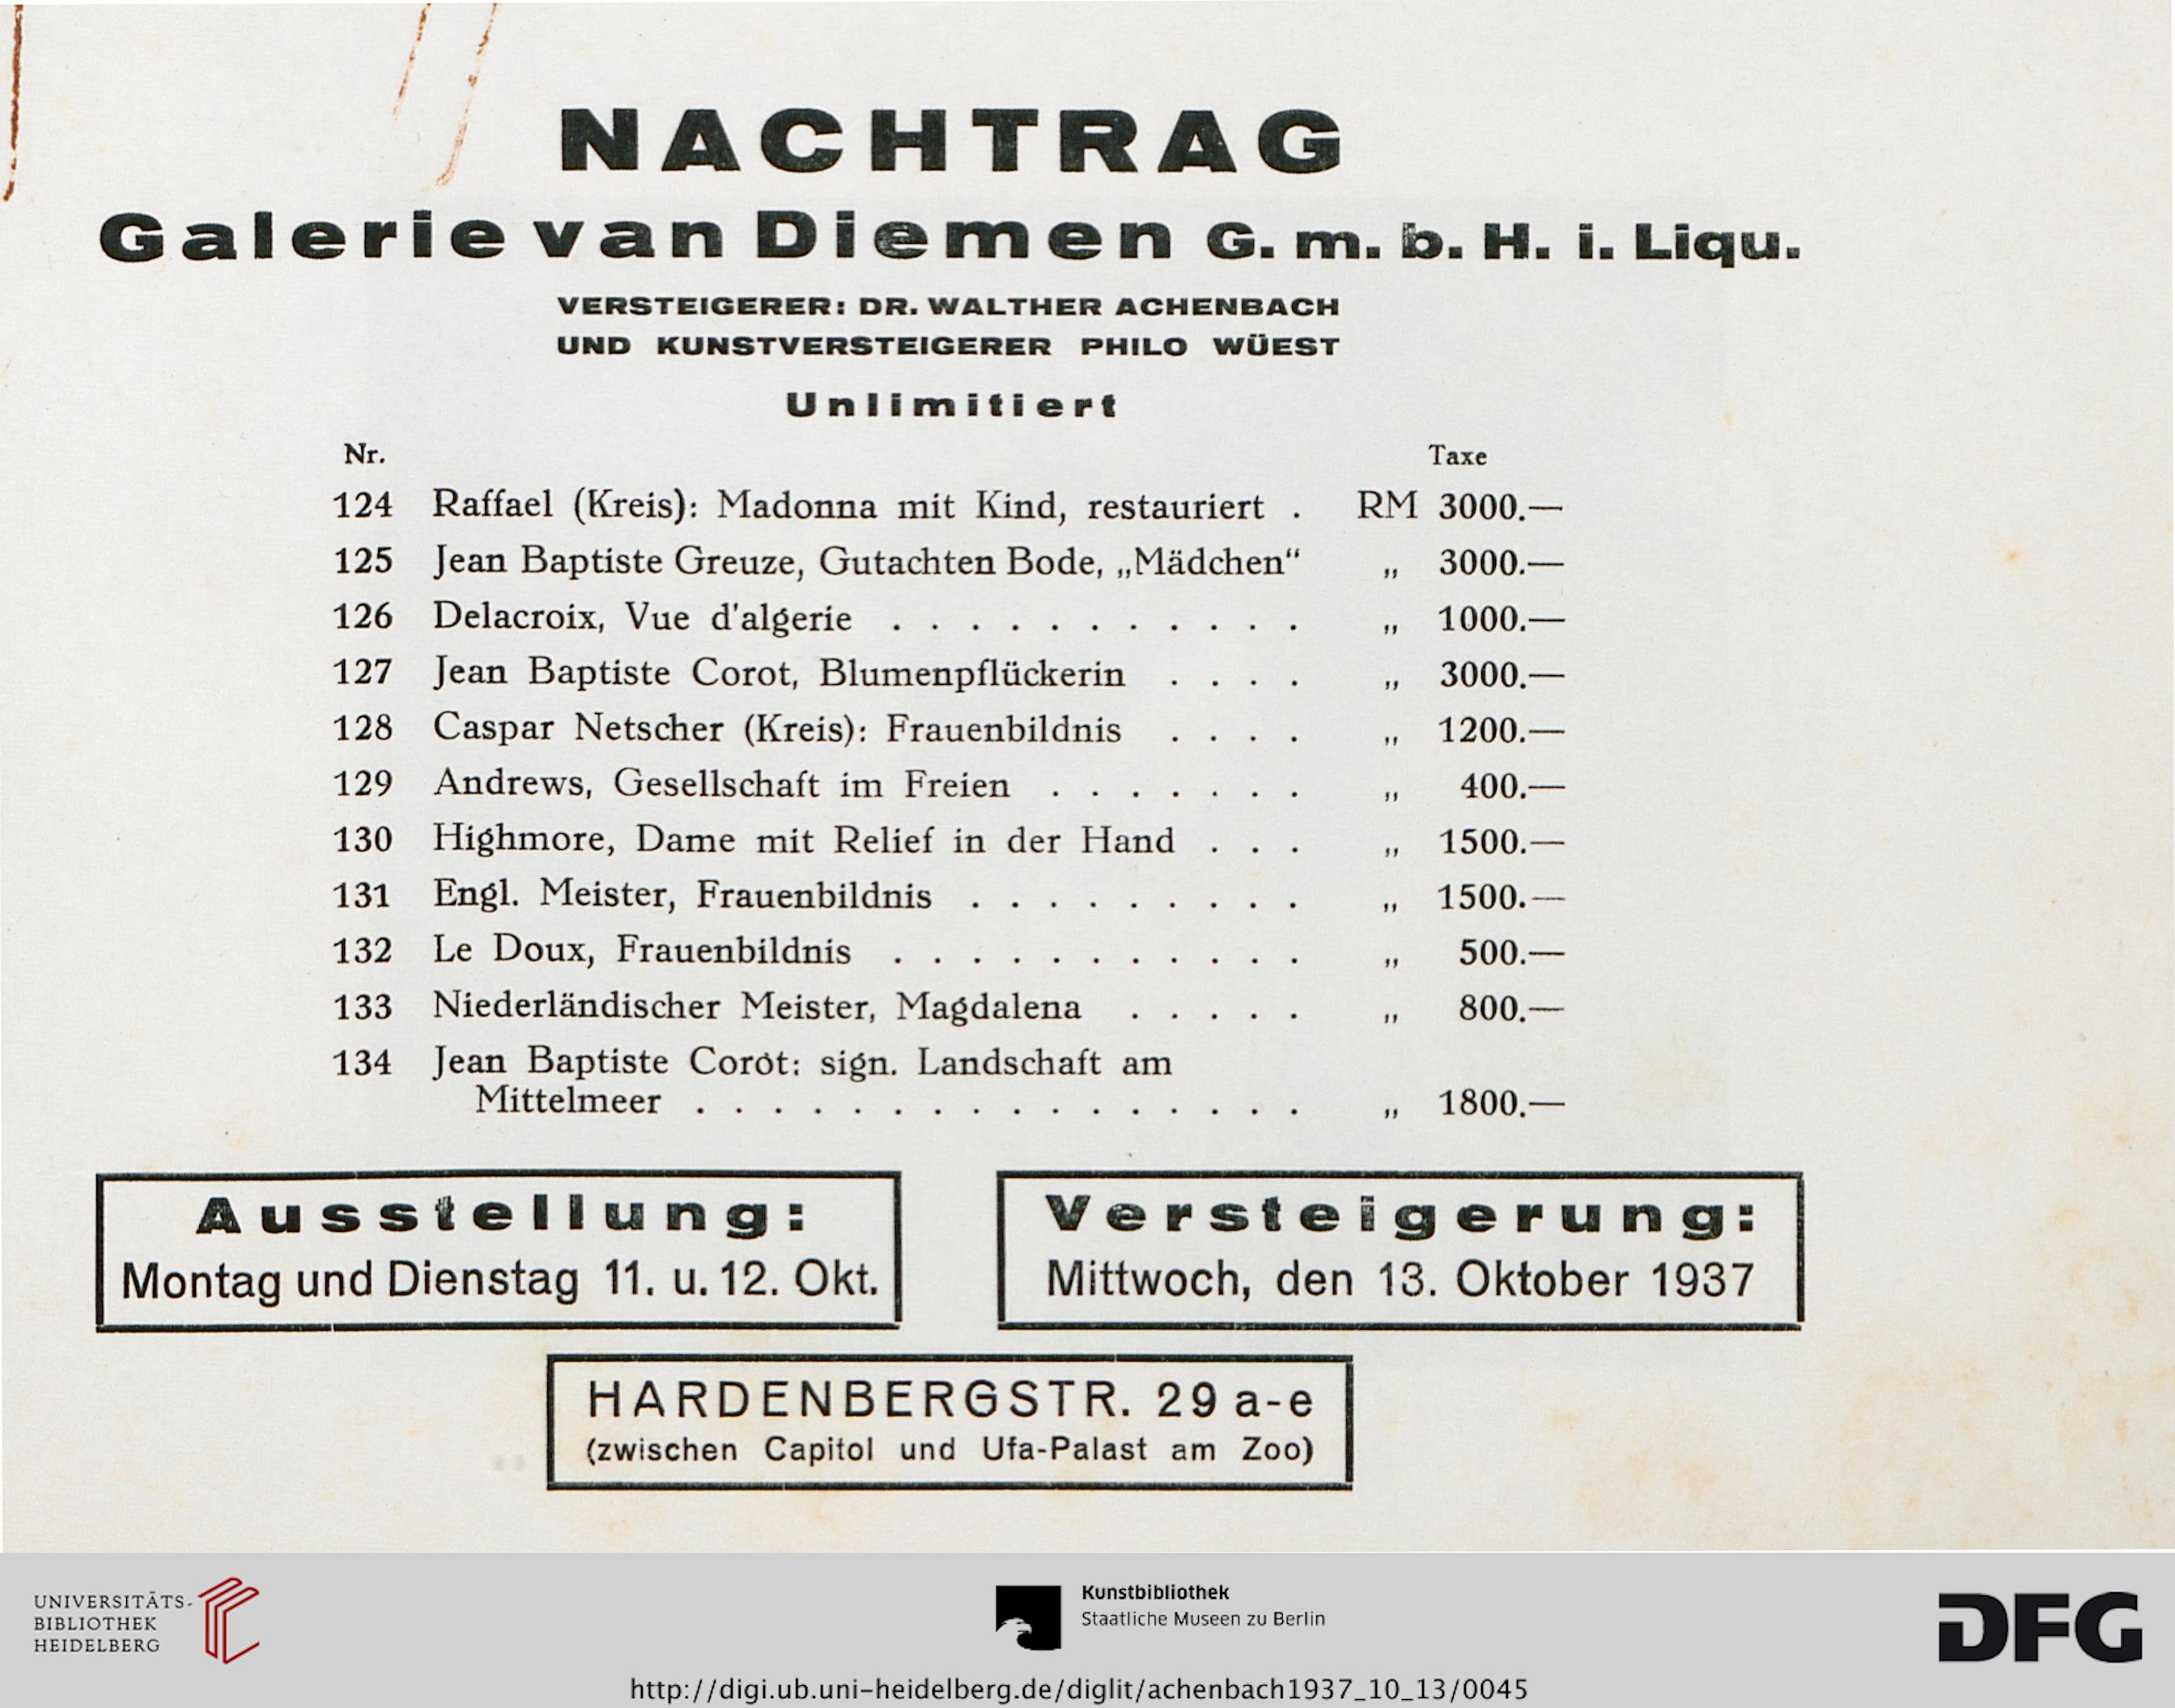 NACHTRAG
Galerie van Diemen G. m. b. H. i. Liqu.
VERSTEIGERER: DR. WALTHER ACHENBACH
UND KUNSTVERSTEIGERER PHILO WÜEST
Unlimitiert
Nr. Taxe
124 Raffael (Kreis): Madonna mit Kind, restauriert . RM 3000.—
125 Jean Baptiste Greuze, Gutachten Bode, „Mädchen“ „ 3000.—
126 Delacroix, Vue d'algerie . . . . . . . . . . . „ 1000.—
127 Jean Baptiste Corot, Blumenpflückerin . . . . „ 3000.—
128 Caspar Netscher (Kreis): Frauenbildnis . . . . „ 1200.—
129 Andrews, Gesellschaft im Freien . . . . . . . „ 400.—
130 Highmore, Dame mit Relief in der Hand . . . „ 1500.—
131 Engl. Meister, Frauenbildnis . . . . . . . . . „ 1500.—
132 Le Doux, Frauenbildnis . . . . . . . . . . . „ 500.—
133 Niederländischer Meister, Magdalena . . . . . „ 800.—
134 Jean Baptiste Corot: sign. Landschaft am
Mittelmeer . . . . . . . . . . . . . . . . „ 1800.—
Ausstellung:
Montag und Dienstag 11. u. 12. Okt.
Versteigerung:
Mittwoch, den 13. Oktober 1937
HARDENBERGSTR. 29 a-e
(zwischen Capitol und Ufa-Palast am Zoo)
UNIVERSITÄTS-
BIBLIOTHEK
HEIDELBERG
Kunstbibliothek
Staatliche Museen zu Berlin
DFG
http://digi.ub.uni-heidelberg.de/diglit/achenbach1937_10_13/0045